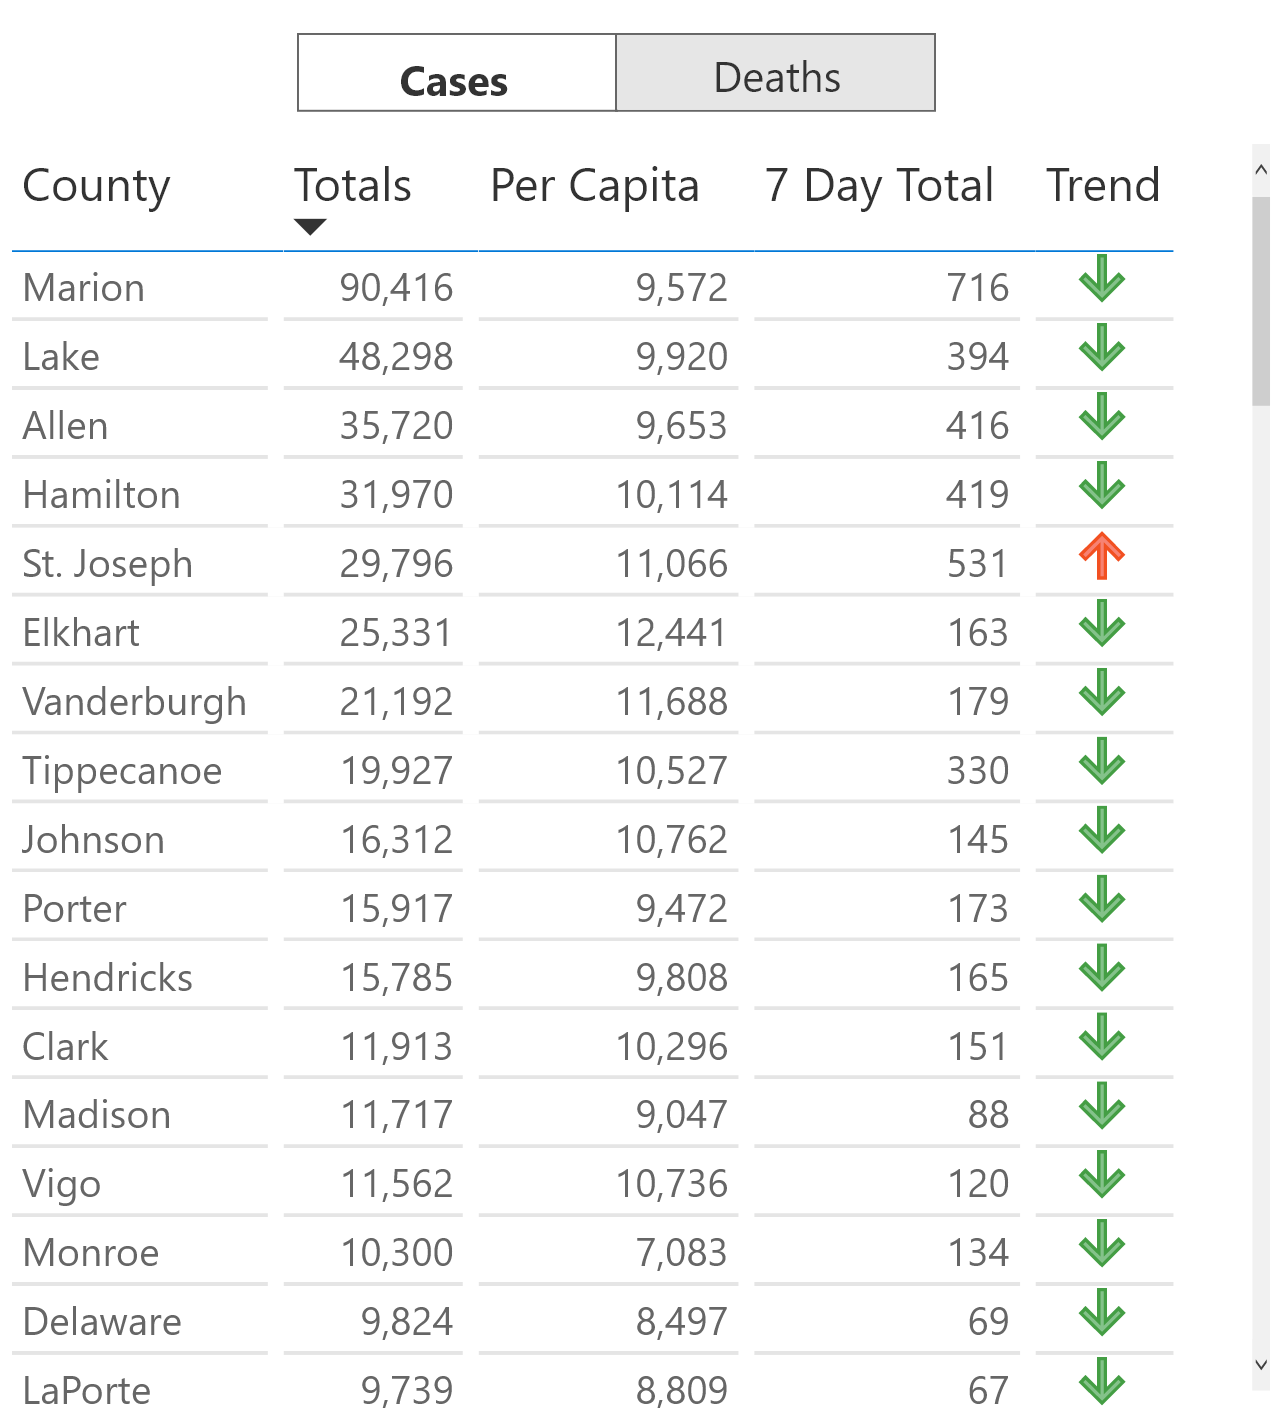 Cases Deaths
County Totals Per Capita 7 Day Total Trend
Marion 90,416 9,572 716
Lake 48,298 9,920 394
Allen 35,720 9,653 416
Hamilton 31,970 10,114 419
St. Joseph 29,796 11,066 531
Elkhart 25,331 12,441 163
Vanderburgh 21,192 11,688 179
Tippecanoe 19,927 10,527 330
Johnson 16,312 10,762 145
Porter 15,917 9,472 173
Hendricks 15,785 9,808 165
Clark 11,913 10,296 151
Madison 11,717 9,047 88
Vigo 11,562 10,736 120
Monroe 10,300 7,083 134
Delaware 9,824 8,497 69
LaPorte 9,739 8,809 67